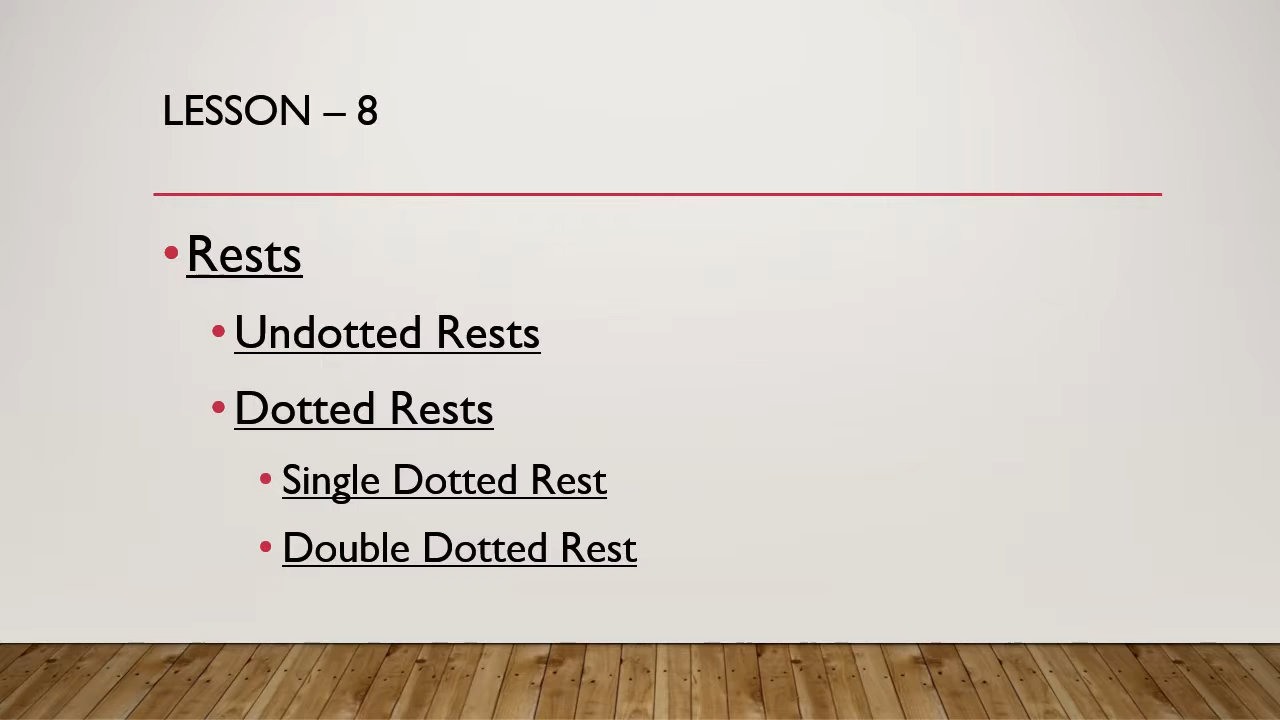 LESSON – 8
• Rests
• Undotted Rests
• Dotted Rests
• Single Dotted Rest
• Double Dotted Rest